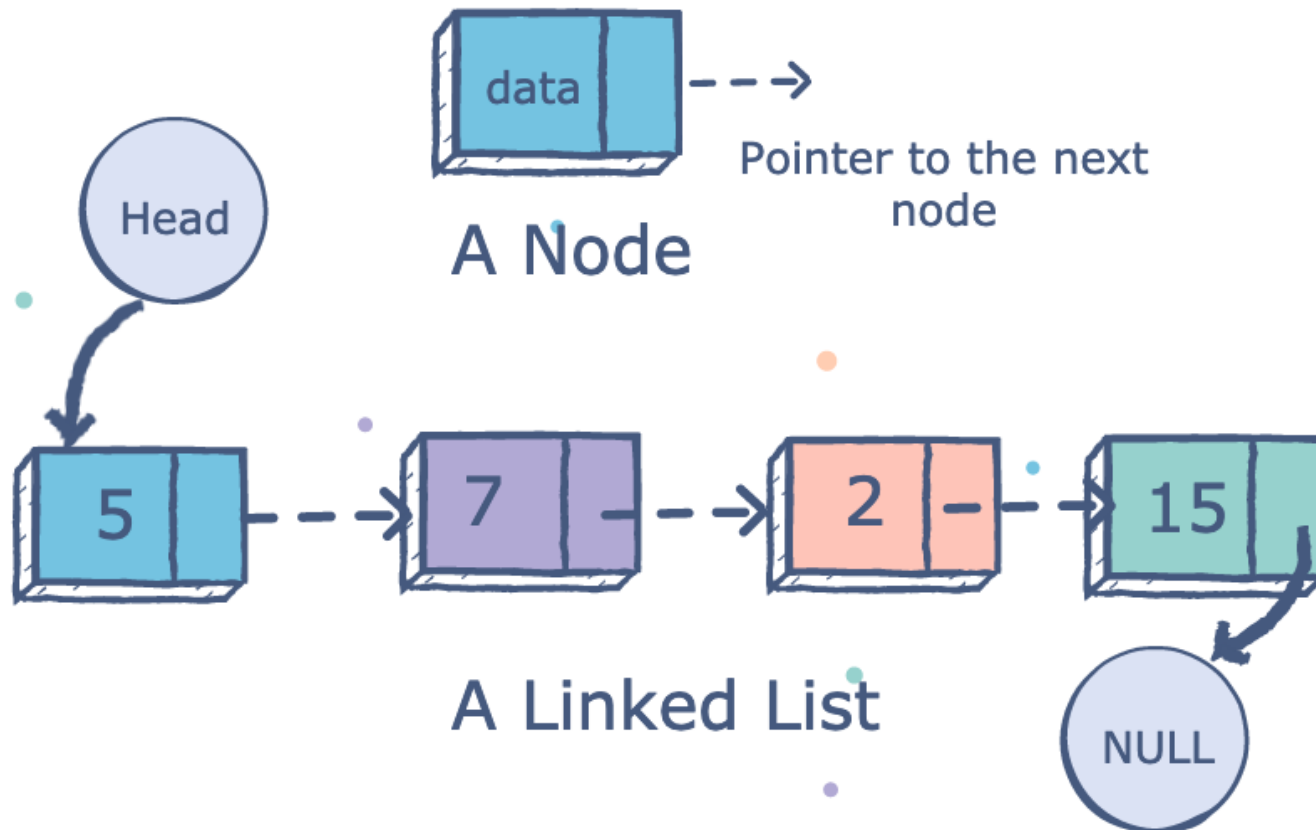 data
Pointer to the next
node
A Node
Head
5
7
2
15
A Linked List
NULL